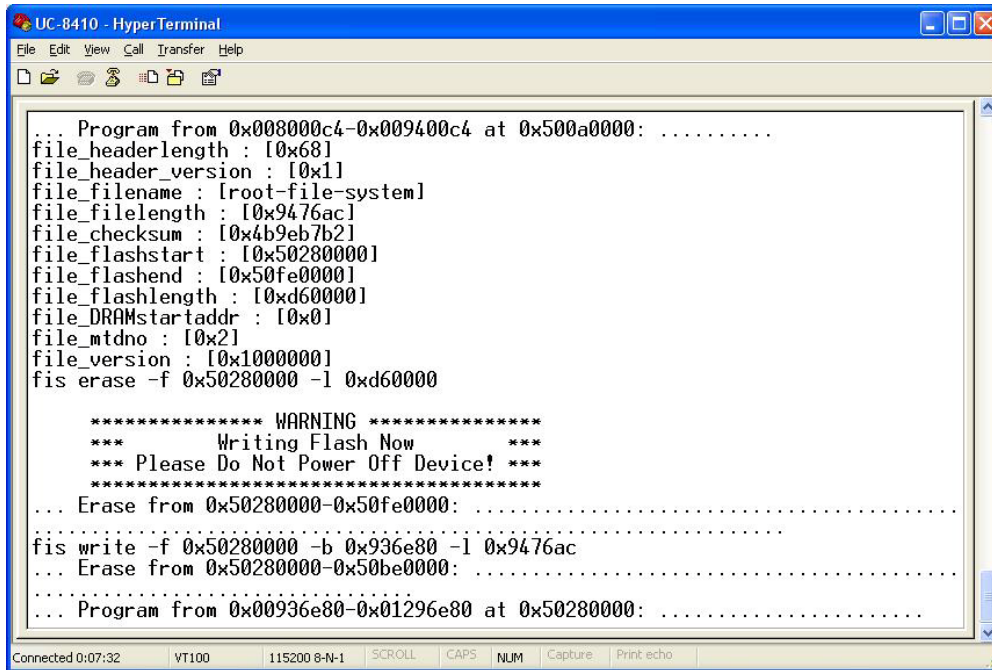 UC-8410 - HyperTerminal
File Edit View Call Transfer Help
... Program from 0x008000c4-0x009400c4 at 0x500a0000: ..........
file_headerlength : [0x68]
file_header_version : [0x1]
file_filename : [root-file-system]
file_filelength : [0x9476ac]
file_checksum : [0x4b9eb7b2]
file_flashstart : [0x50280000]
file_flashend : [0x50fe0000]
file_flashlength : [0xd60000]
file_DRAMstartaddr : [0x0]
file_mtdno : [0x2]
file_version : [0x1000000]
fis erase -f 0x50280000 -l 0xd60000
*************** WARNING ***************
*** Writing Flash Now ***
*** Please Do Not Power Off Device! ***
***************************************
... Erase from 0x50280000-0x50fe0000: ..........................................
.................................................................
fis write -f 0x50280000 -b 0x936e80 -l 0x9476ac
... Erase from 0x50280000-0x50be0000: ..........................................
.................................
... Program from 0x00936e80-0x01296e80 at 0x50280000: .......................
Connected 0:07:32 VT100 115200 8-N-1 SCROLL CAPS NUM Capture Print echo